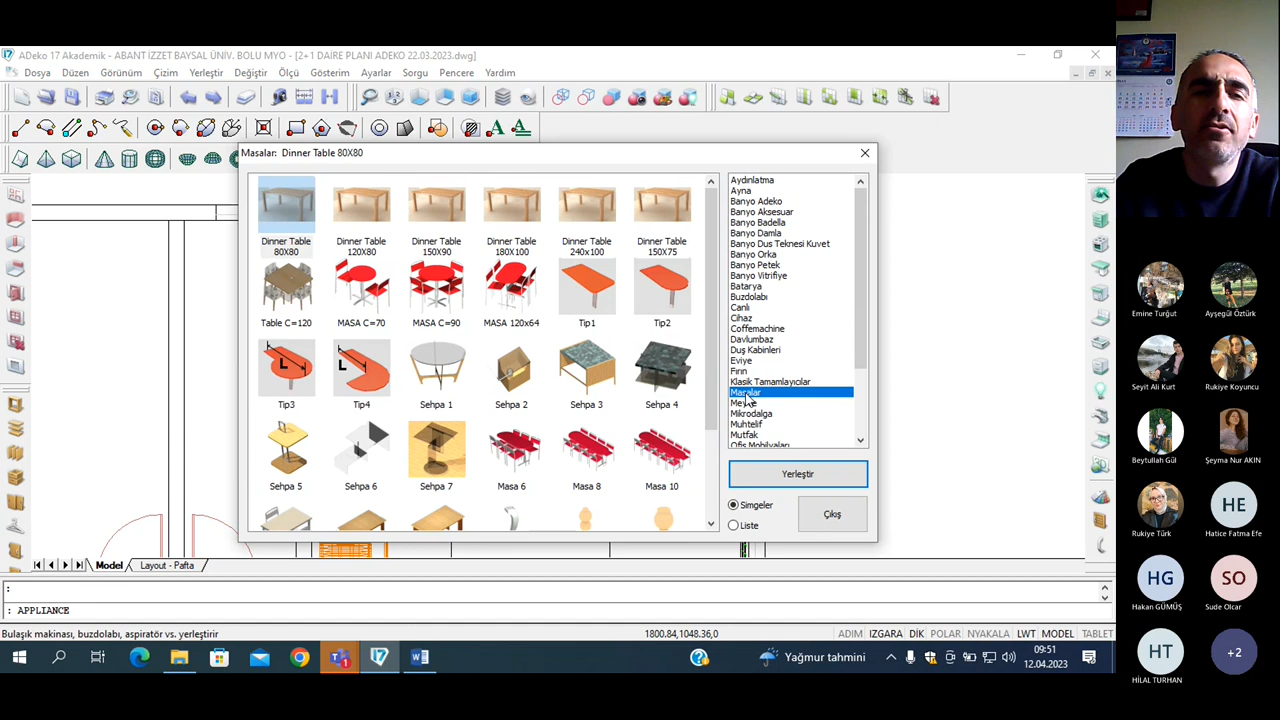 ADeko 17 Akademik - ABANT İZZET BAYSAL ÜNİV. BOLU MYO - [2+1 DAİRE PLANI ADEKO 22.03.2023.dwg]
Dosya Düzen Görünüm Çizim Yerleştir Değiştir Ölçü Gösterim Ayarlar Sorgu Pencere Yardım
Masalar: Dinner Table 80X80
Dinner Table 80X80
Dinner Table 120X80
Dinner Table 150X90
Dinner Table 180X100
Dinner Table 240x100
Dinner Table 150X75
Table C=120
MASA C=70
MASA C=90
MASA 120x64
Tip1
Tip2
L
L
Tip3
Tip4
Sehpa 1
Sehpa 2
Sehpa 3
Sehpa 4
Sehpa 5
Sehpa 6
Sehpa 7
Masa 6
Masa 8
Masa 10
Aydınlatma
Ayna
Banyo Adeko
Banyo Aksesuar
Banyo Badella
Banyo Damla
Banyo Dus Teknesi Kuvet
Banyo Orka
Banyo Petek
Banyo Vitrifiye
Batarya
Buzdolabı
Canlı
Cihaz
Coffemachine
Davlumbaz
Duş Kabinleri
Eviye
Fırın
Klasik Tamamlayıcılar
Masalar
Mikrodalga
Muhtelif
Mutfak
Ofis Mobilyaları
Yerleştir
Simgeler
Liste
Çıkış
Model
Layout - Pafta
:
: APPLIANCE
Bulaşık makinası, buzdolabı, aspiratör vs. yerleştirir
1800.84,1048.36,0
ADIM IZGARA DİK POLAR NYAKALA LWT MODEL TABLET
Yağmur tahmini
09:51
12.04.2023
Emine Turğut
Ayşegül Öztürk
Seyit Ali Kurt
Rukiye Koyuncu
Beytullah Gül
Şeyma Nur AKIN
Rukiye Türk
HE
Hatice Fatma Efe
HG
Hakan GÜMÜŞ
SO
Sude Olcar
HT
HİLAL TURHAN
+2